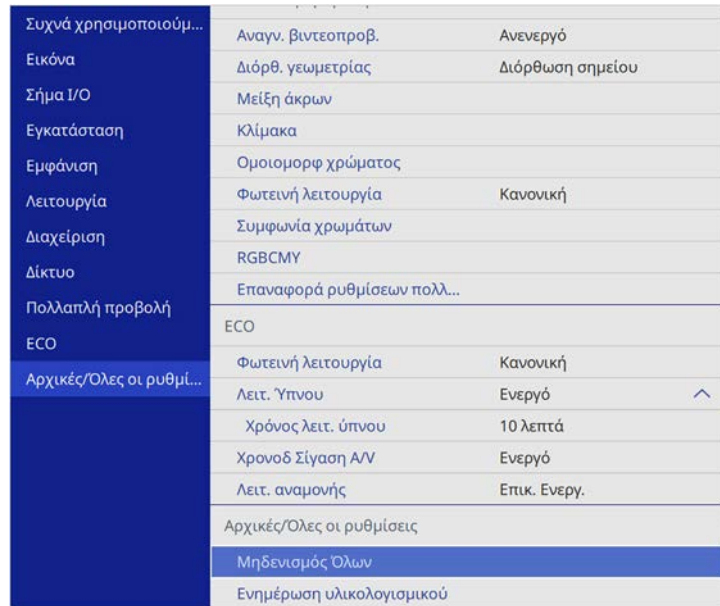 Συχνά χρησιμοποιούμ...
Εικόνα
Σήμα I/O
Εγκατάσταση
Εμφάνιση
Λειτουργία
Διαχείριση
Δίκτυο
Πολλαπλή προβολή
ECO
Αρχικές/Όλες οι ρυθμί...
Αναγν. βιντεοπροβ. Ανενεργό
Διόρθ. γεωμετρίας Διόρθωση σημείου
Μείξη άκρων
Κλίμακα
Ομοιομορφ χρώματος
Φωτεινή λειτουργία Κανονική
Συμφωνία χρωμάτων
RGBCMY
Επαναφορά ρυθμίσεων πολλ...
ECO
Φωτεινή λειτουργία Κανονική
Λειτ. Ύπνου Ενεργό
Χρόνος λειτ. ύπνου 10 λεπτά
Χρονοδ Σίγαση A/V Ενεργό
Λειτ. αναμονής Επικ. Ενεργ.
Αρχικές/Όλες οι ρυθμίσεις
Μηδενισμός Όλων
Ενημέρωση υλικολογισμικού